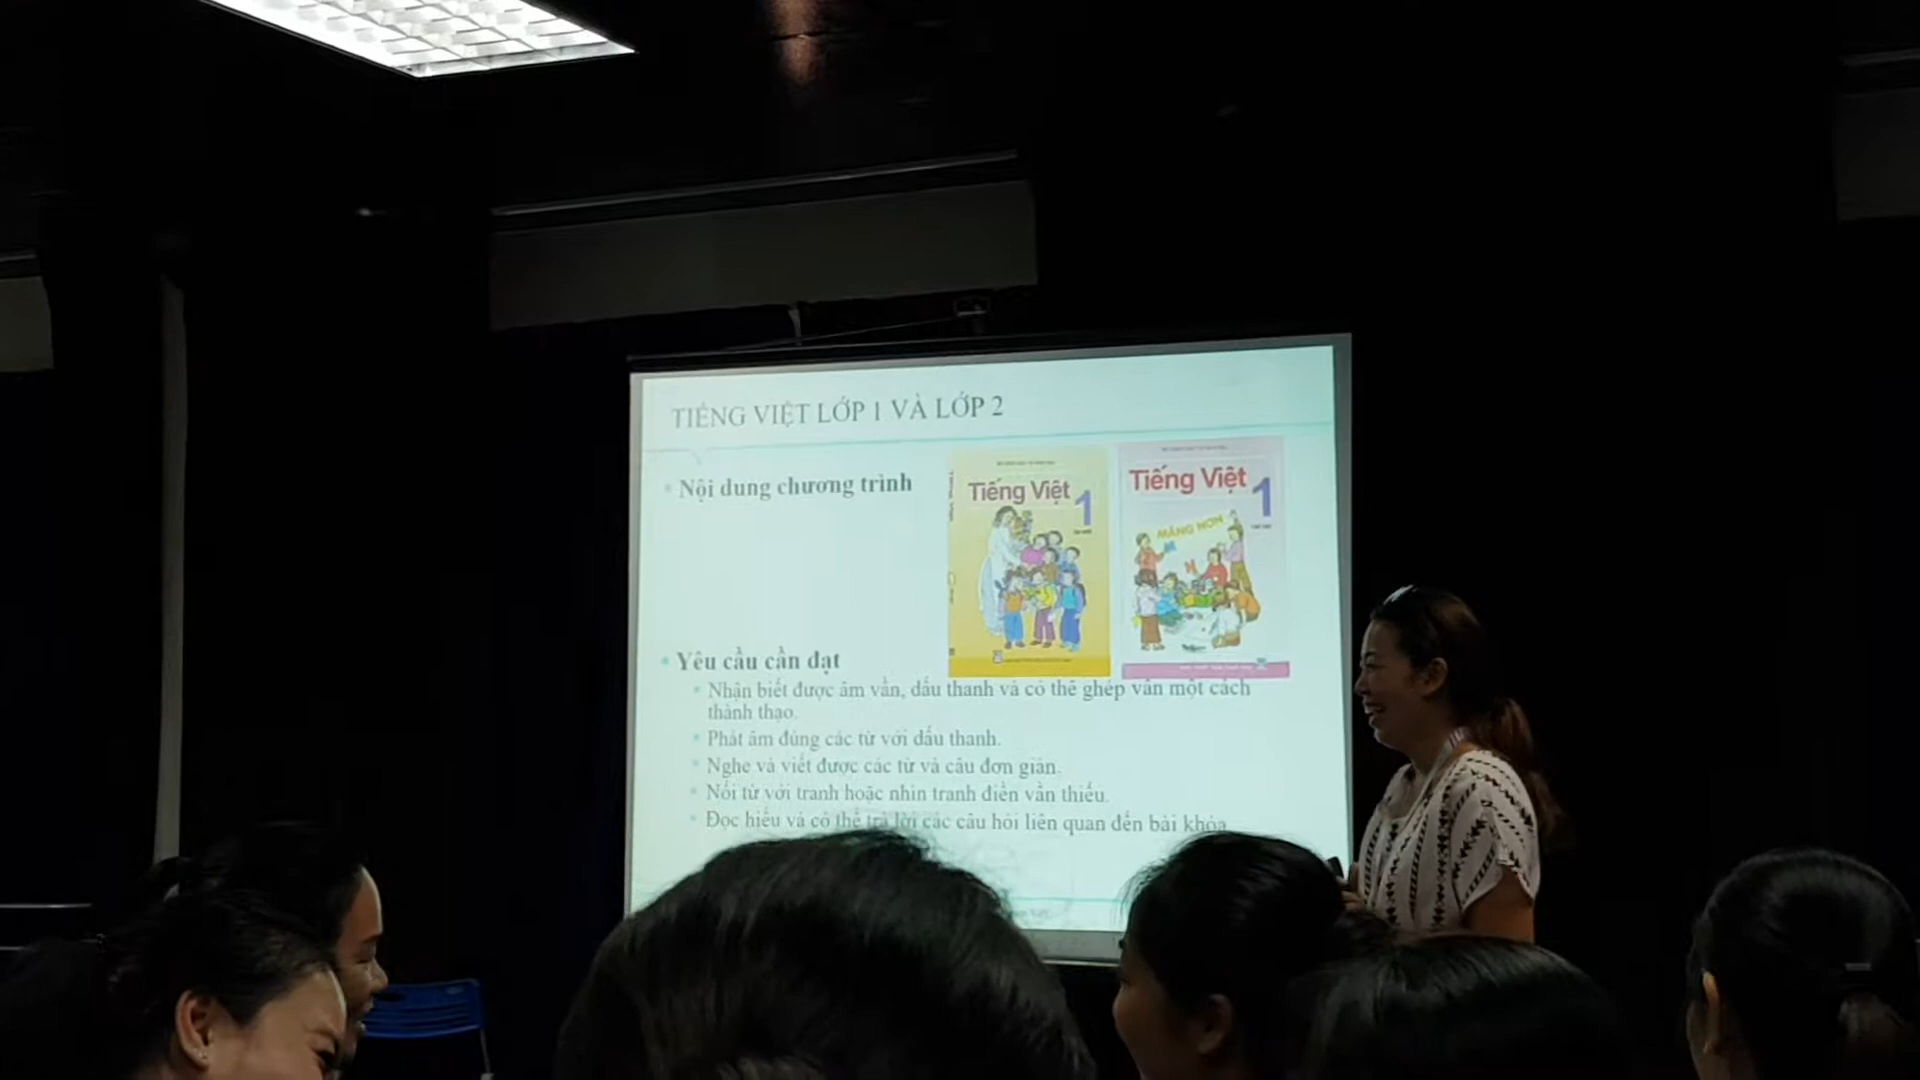 TIẾNG VIỆT LỚP 1 VÀ LỚP 2
Nội dung chương trình
Tiếng Việt 1
Tiếng Việt 1
MĂNG NON
Yêu cầu cần đạt
Nhận biết được âm vần, dấu thanh và có thể ghép vần một cách
thành thạo.
Phát âm đúng các từ với dấu thanh.
Nghe và viết được các từ và câu đơn giản.
Nối từ với tranh hoặc nhìn tranh điền vần thiếu.
Đọc hiểu và có thể trả lời các câu hỏi liên quan đến bài khóa.